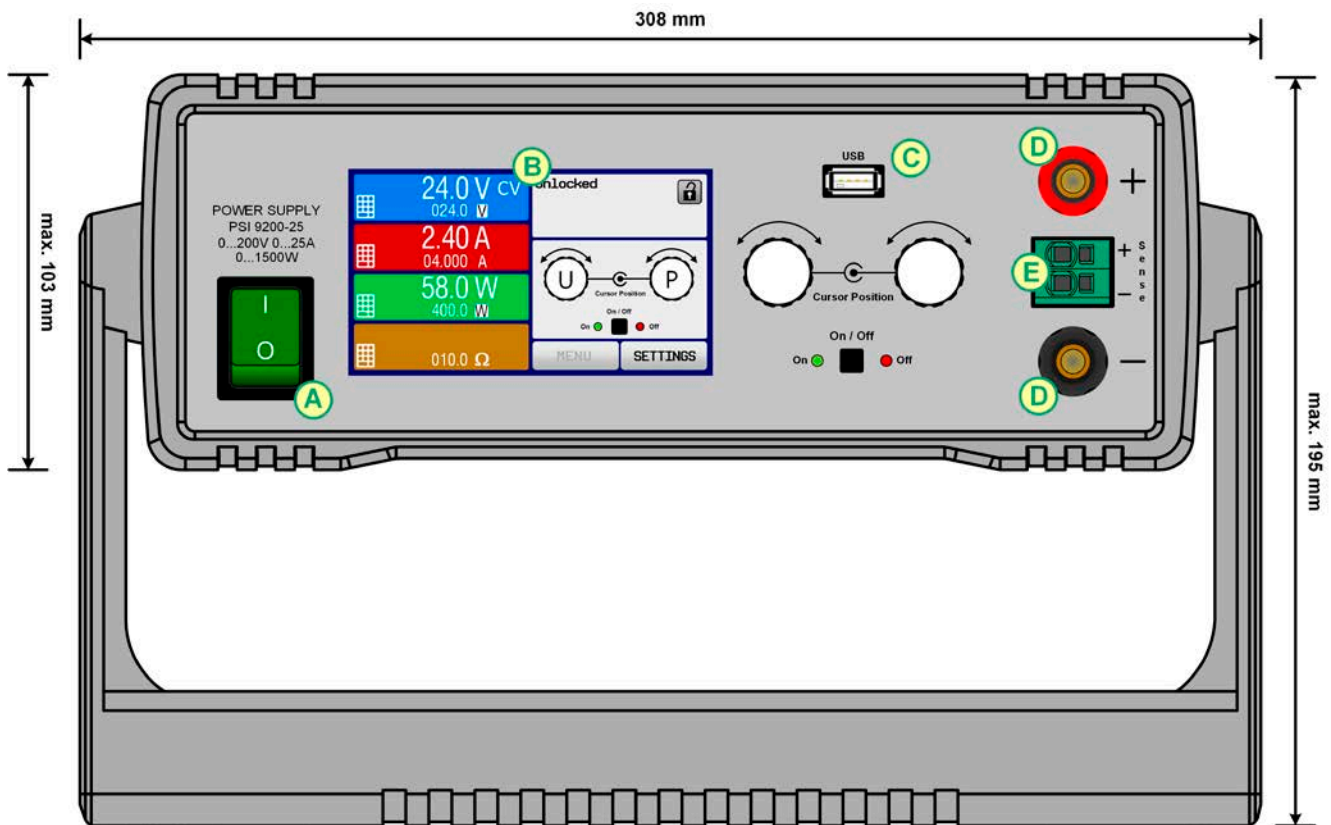 308 mm
max. 103 mm
max. 195 mm
POWER SUPPLY
PSI 9200-25
0...200V 0...25A
0...1500W
I
O
A
B
24.0 V CV
024.0 V
2.40 A
04.000 A
58.0 W
400.0 W
010.0 Ω
Unlocked
U
P
Cursor Position
On / Off
On
Off
MENU
SETTINGS
USB
C
Cursor Position
On / Off
On
Off
D
+
E
+
Sense
−
D
−